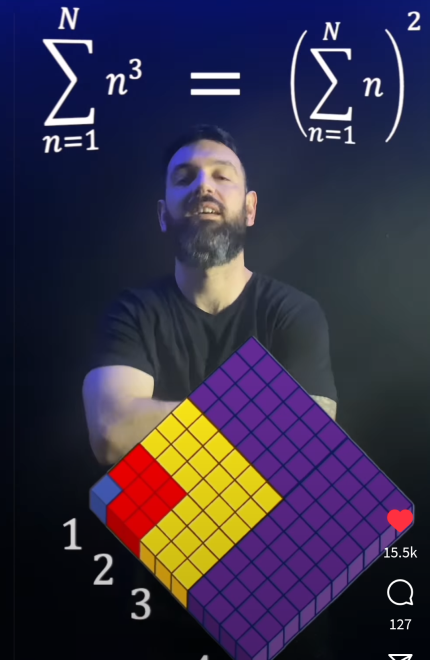 N N 2
∑ n³ = (∑ n)
n=1 n=1
1
2
3
15.5k
127